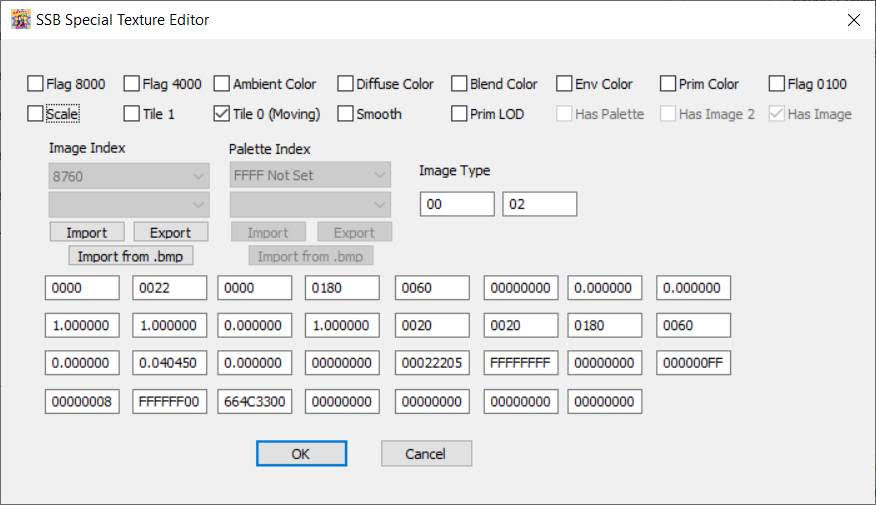 SSB Special Texture Editor
Flag 8000 Flag 4000 Ambient Color Diffuse Color Blend Color Env Color Prim Color Flag 0100
Scale Tile 1 Tile 0 (Moving) Smooth Prim LOD Has Palette Has Image 2 Has Image
Image Index Palette Index
8760 FFFF Not Set Image Type
00 02
Import Export Import Export
Import from .bmp Import from .bmp
0000 0022 0000 0180 0060 00000000 0.000000 0.000000
1.000000 1.000000 0.000000 1.000000 0020 0020 0180 0060
0.000000 0.040450 0.000000 00000000 00022205 FFFFFFFF 00000000 000000FF
00000008 FFFFFF00 664C3300 00000000 00000000 00000000 00000000
OK Cancel